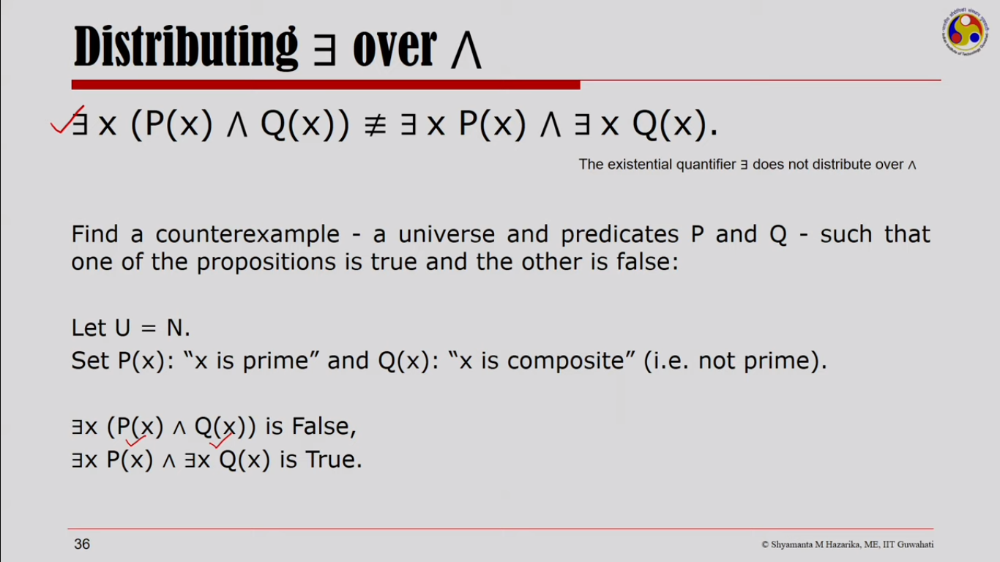 Distributing ∃ over ⋀
∃ x (P(x) ⋀ Q(x)) ≢ ∃ x P(x) ⋀ ∃ x Q(x).
The existential quantifier ∃ does not distribute over ⋀
Find a counterexample - a universe and predicates P and Q - such that
one of the propositions is true and the other is false:
Let U = N.
Set P(x): “x is prime” and Q(x): “x is composite” (i.e. not prime).
∃x (P(x) ∧ Q(x)) is False,
∃x P(x) ∧ ∃x Q(x) is True.
36
© Shyamanta M Hazarika, ME, IIT Guwahati